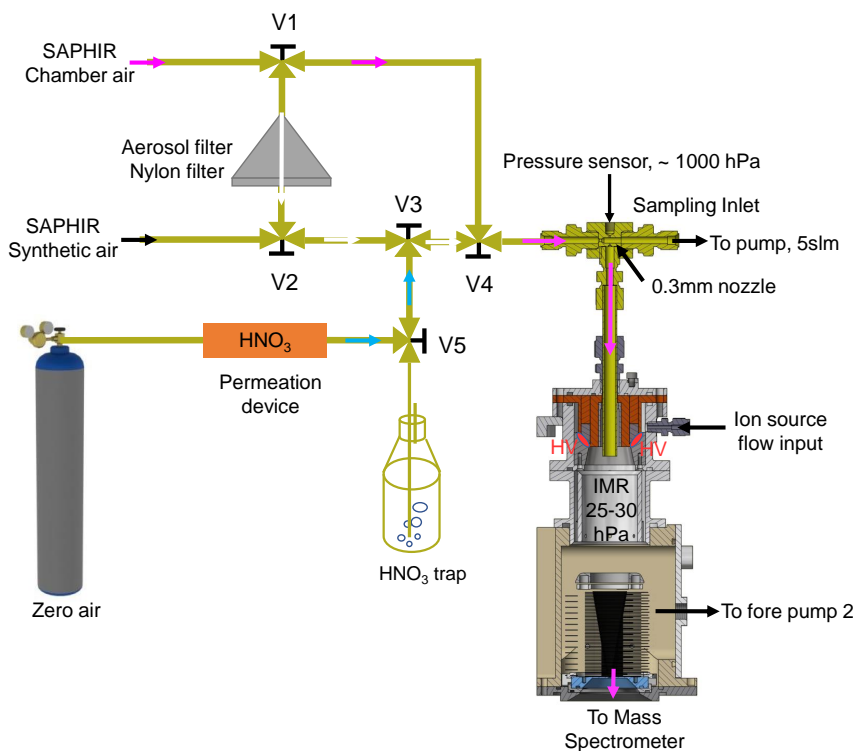 V1
SAPHIR
Chamber air
Aerosol filter
Nylon filter
Pressure sensor, ~ 1000 hPa
Sampling Inlet
SAPHIR
Synthetic air
V3
To pump, 5slm
V2
V4
0.3mm nozzle
HNO₃
V5
Permeation
device
Ion source
flow input
HV
HV
IMR
25-30
hPa
HNO₃ trap
Zero air
To fore pump 2
To Mass
Spectrometer